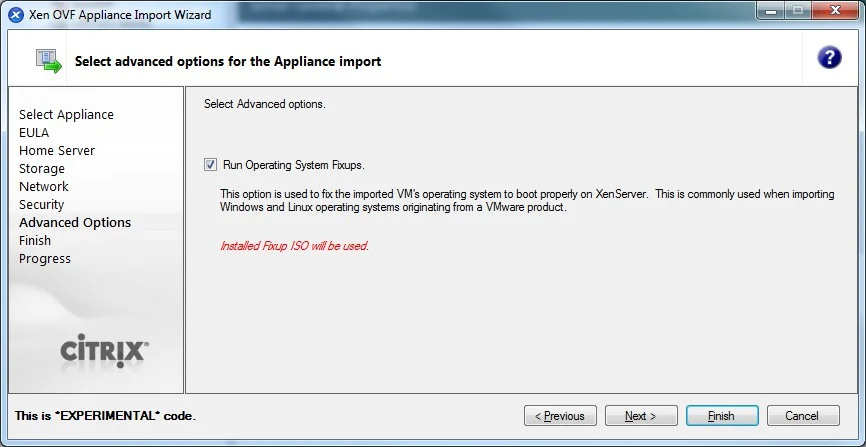 Xen OVF Appliance Import Wizard
Select advanced options for the Appliance import
?
Select Appliance
EULA
Home Server
Storage
Network
Security
Advanced Options
Finish
Progress
CiTRIX®
Select Advanced options.
Run Operating System Fixups.
This option is used to fix the imported VM's operating system to boot properly on XenServer. This is commonly used when importing
Windows and Linux operating systems originating from a VMware product.
Installed Fixup ISO will be used.
This is *EXPERIMENTAL* code.
< Previous
Next >
Finish
Cancel